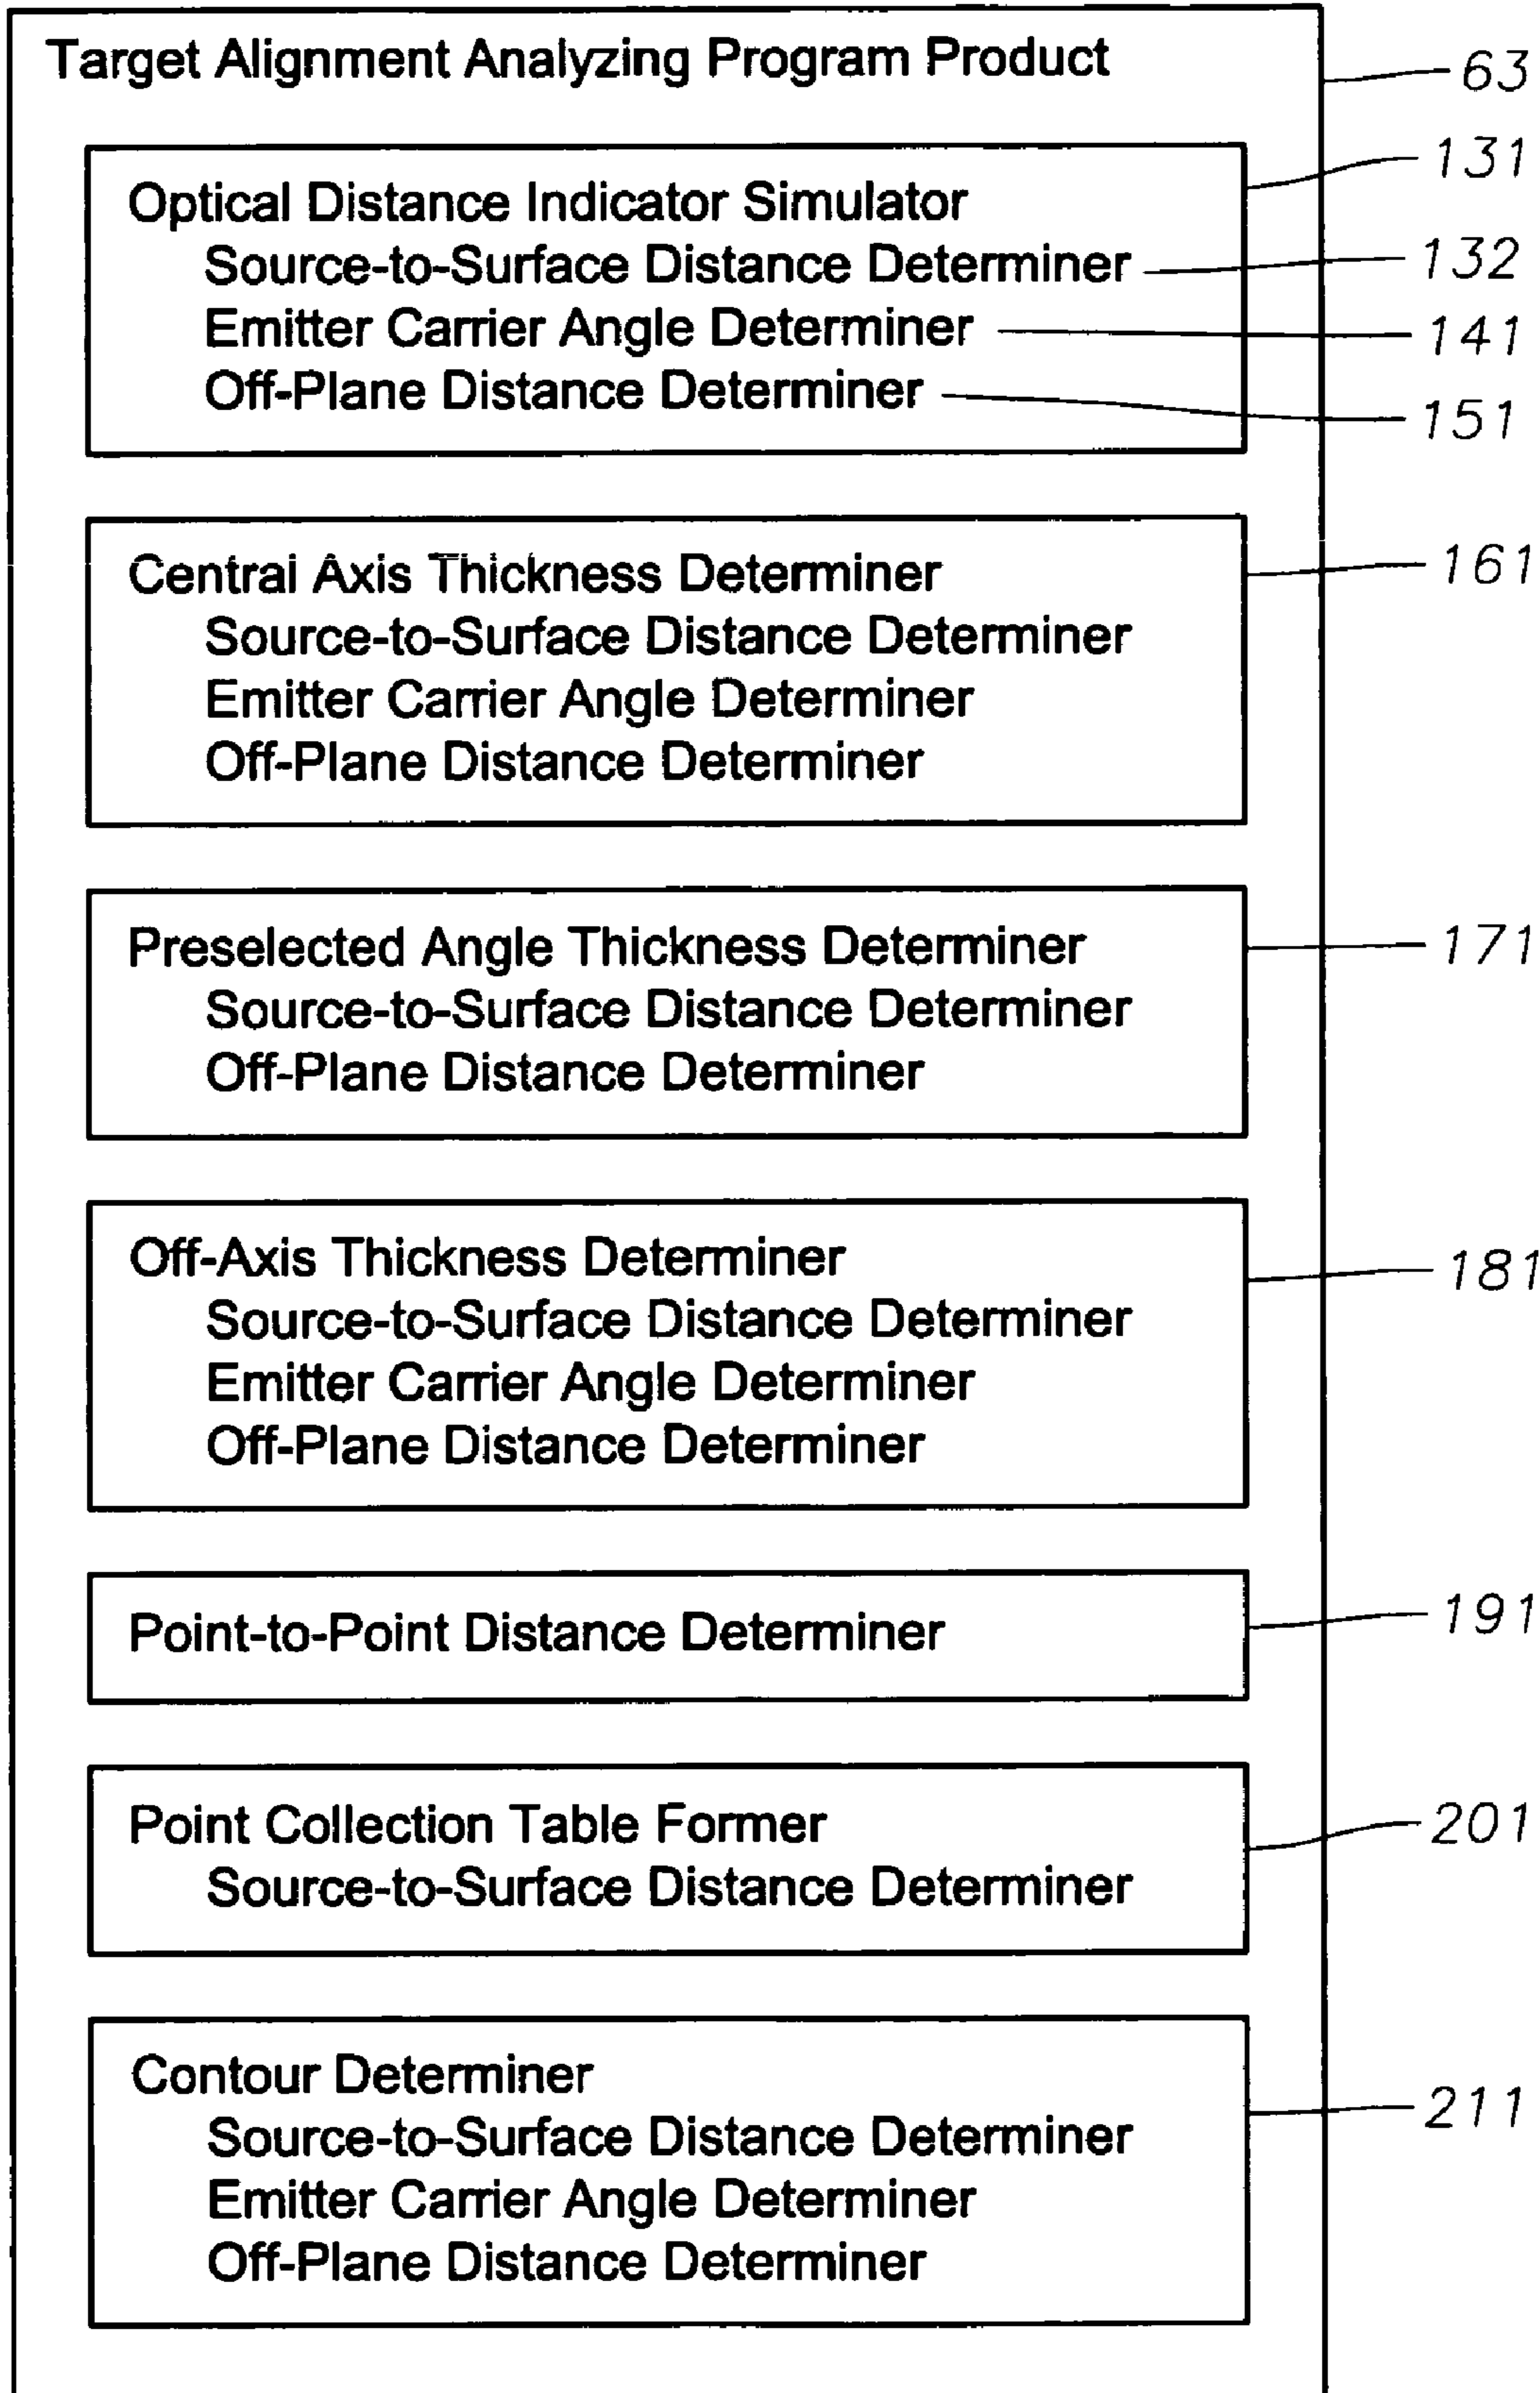 Target Alignment Analyzing Program Product
63
Optical Distance Indicator Simulator
131
Source-to-Surface Distance Determiner
132
Emitter Carrier Angle Determiner
141
Off-Plane Distance Determiner
151
Central Axis Thickness Determiner
161
Source-to-Surface Distance Determiner
Emitter Carrier Angle Determiner
Off-Plane Distance Determiner
Preselected Angle Thickness Determiner
171
Source-to-Surface Distance Determiner
Off-Plane Distance Determiner
Off-Axis Thickness Determiner
181
Source-to-Surface Distance Determiner
Emitter Carrier Angle Determiner
Off-Plane Distance Determiner
Point-to-Point Distance Determiner
191
Point Collection Table Former
201
Source-to-Surface Distance Determiner
Contour Determiner
211
Source-to-Surface Distance Determiner
Emitter Carrier Angle Determiner
Off-Plane Distance Determiner